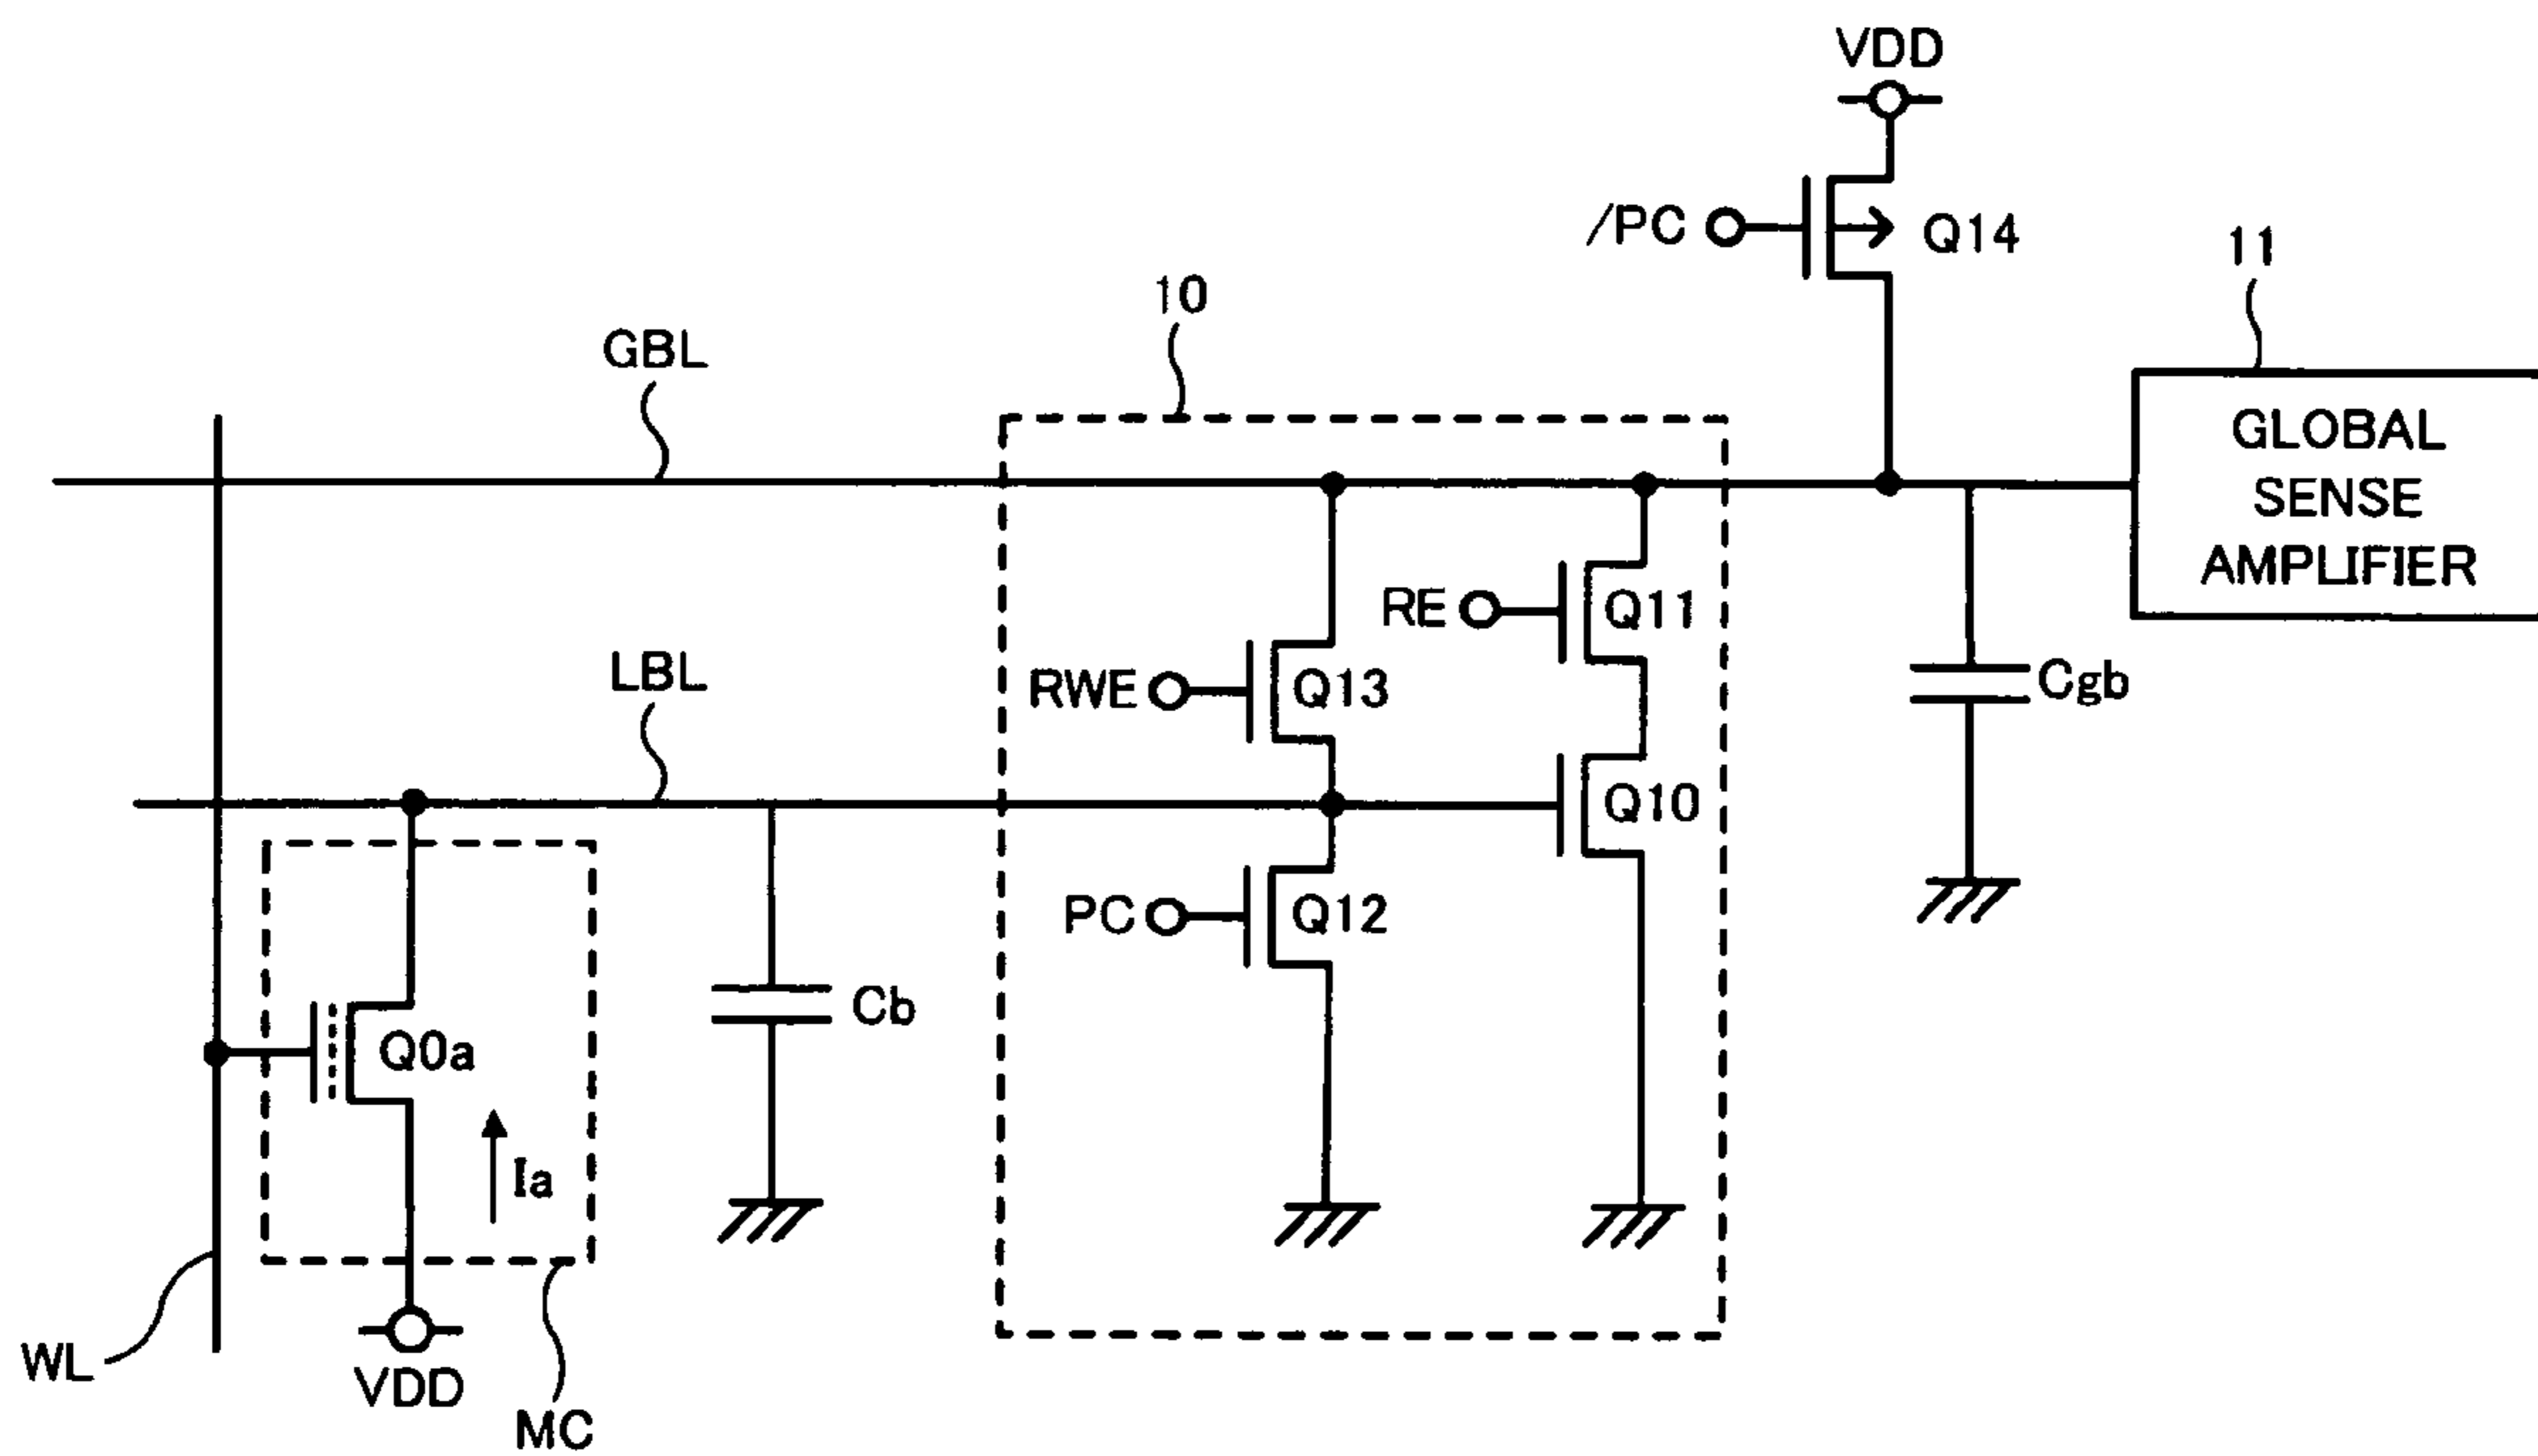 VDD
/PC
Q14
11
10
GBL
GLOBAL
SENSE
AMPLIFIER
RE
Q11
LBL
RWE
Q13
Cgb
Q10
PC
Q12
Cb
Q0a
Ia
WL
VDD
MC